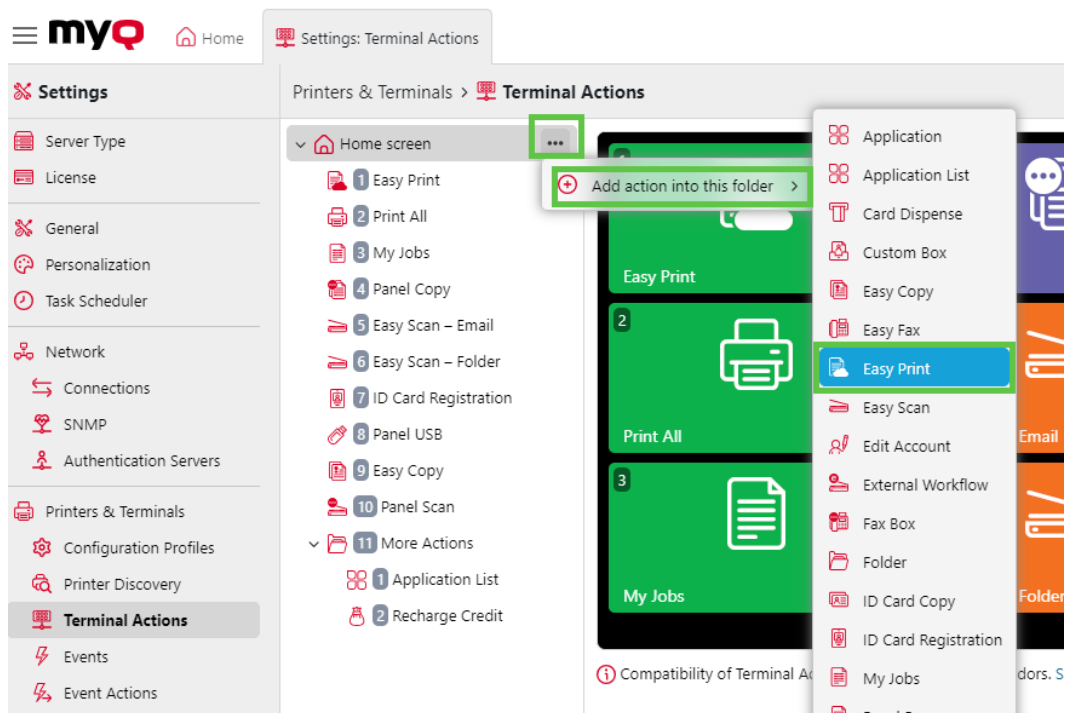 myQ
Home
Settings: Terminal Actions
Settings
Printers & Terminals > Terminal Actions
Server Type
License
General
Personalization
Task Scheduler
Network
Connections
SNMP
Authentication Servers
Printers & Terminals
Configuration Profiles
Printer Discovery
Terminal Actions
Events
Event Actions
Home screen
...
1 Easy Print
2 Print All
3 My Jobs
4 Panel Copy
5 Easy Scan – Email
6 Easy Scan – Folder
7 ID Card Registration
8 Panel USB
9 Easy Copy
10 Panel Scan
11 More Actions
1 Application List
2 Recharge Credit
Add action into this folder >
Easy Print
2
Print All
3
My Jobs
Email
Folder
Compatibility of Terminal
dors.
Application
Application List
Card Dispense
Custom Box
Easy Copy
Easy Fax
Easy Print
Easy Scan
Edit Account
External Workflow
Fax Box
Folder
ID Card Copy
ID Card Registration
My Jobs